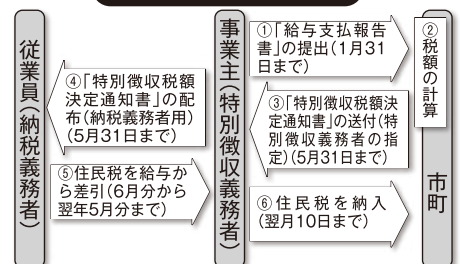 従業員(納税義務者)
事業主(特別徴収義務者)
市町
①「給与支払報告
書」の提出(1月31
日まで)
②税額の計算
③「特別徴収税額
決定通知書」の送付(特
別徴収義務者の指
定)(5月31日まで)
④「特別徴収税額
決定通知書」の配
布(納税義務者用)
(5月31日まで)
⑤住民税を給与か
ら差引(6月分から
翌年5月分まで)
⑥住民税を納入
(翌月10日まで)